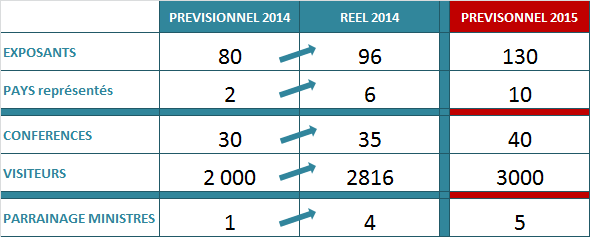 PREVISIONNEL 2014 REEL 2014 PREVISONNEL 2015
EXPOSANTS 80 96 130
PAYS représentés 2 6 10
CONFERENCES 30 35 40
VISITEURS 2 000 2816 3000
PARRAINAGE MINISTRES 1 4 5